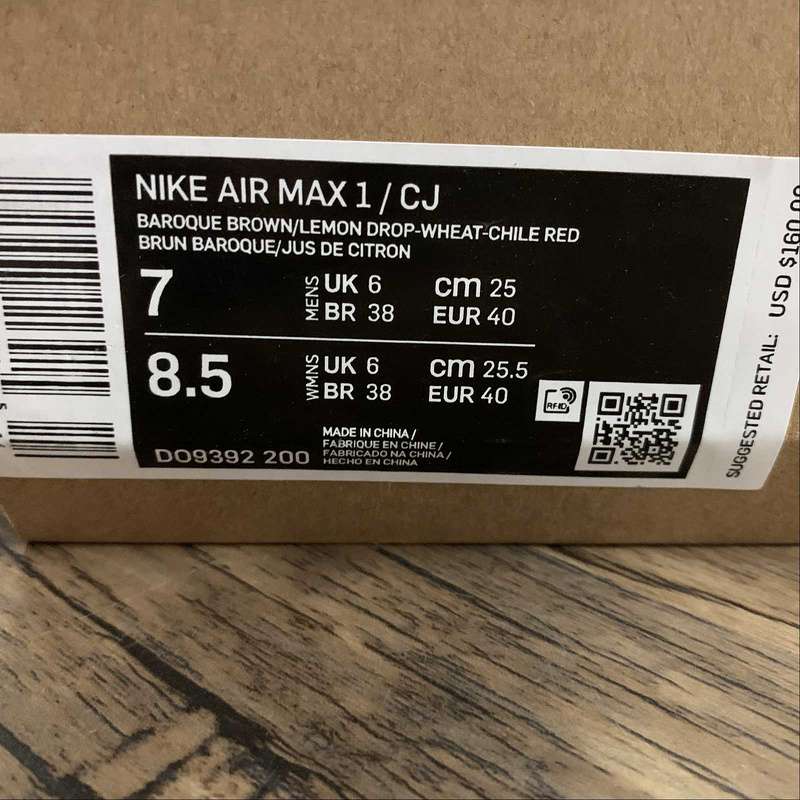 NIKE AIR MAX 1 / CJ
BAROQUE BROWN/LEMON DROP-WHEAT-CHILE RED
BRUN BAROQUE/JUS DE CITRON
7
MENS
UK 6
cm 25
BR 38
EUR 40
8.5
WMNS
UK 6
cm 25.5
BR 38
EUR 40
RFID
DO9392 200
MADE IN CHINA /
FABRIQUE EN CHINE /
FABRICADO NA CHINA /
HECHO EN CHINA
SUGGESTED RETAIL: USD $160.00